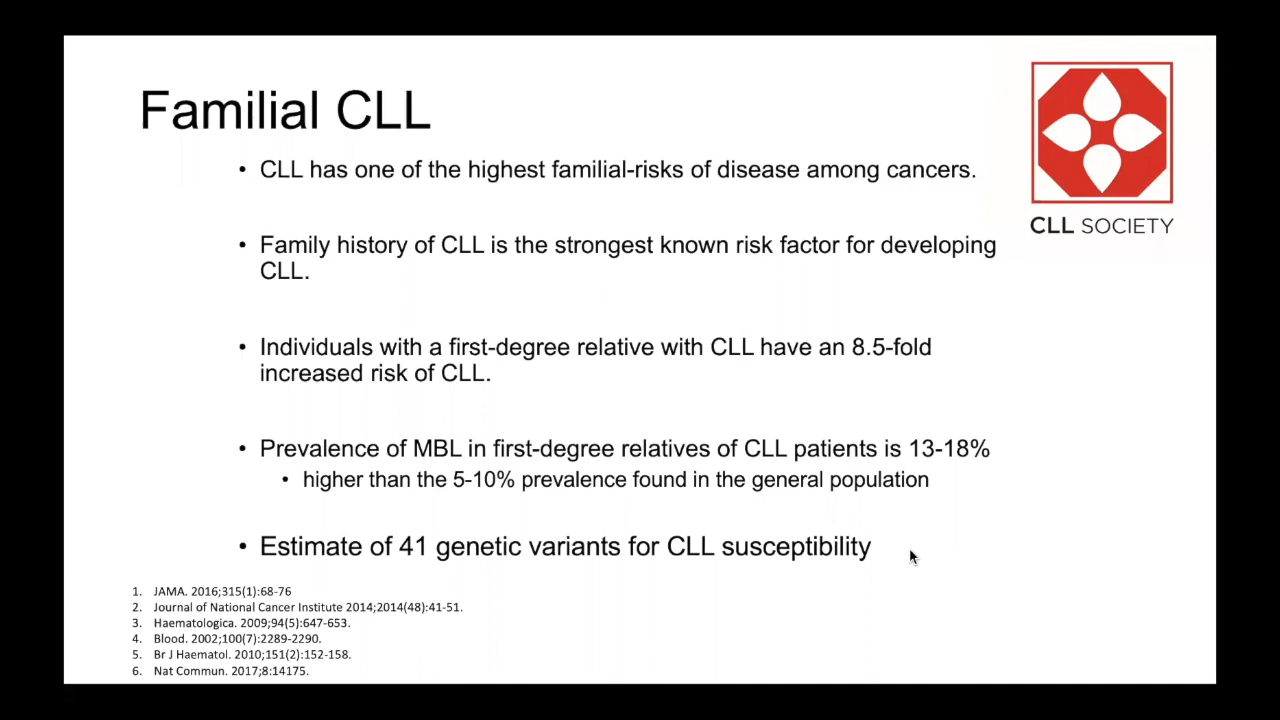 Familial CLL
• CLL has one of the highest familial-risks of disease among cancers.
CLL SOCIETY
• Family history of CLL is the strongest known risk factor for developing
CLL.
• Individuals with a first-degree relative with CLL have an 8.5-fold
increased risk of CLL.
• Prevalence of MBL in first-degree relatives of CLL patients is 13-18%
• higher than the 5-10% prevalence found in the general population
• Estimate of 41 genetic variants for CLL susceptibility
1. JAMA. 2016;315(1):68-76
2. Journal of National Cancer Institute 2014;2014(48):41-51.
3. Haematologica. 2009;94(5):647-653.
4. Blood. 2002;100(7):2289-2290.
5. Br J Haematol. 2010;151(2):152-158.
6. Nat Commun. 2017;8:14175.